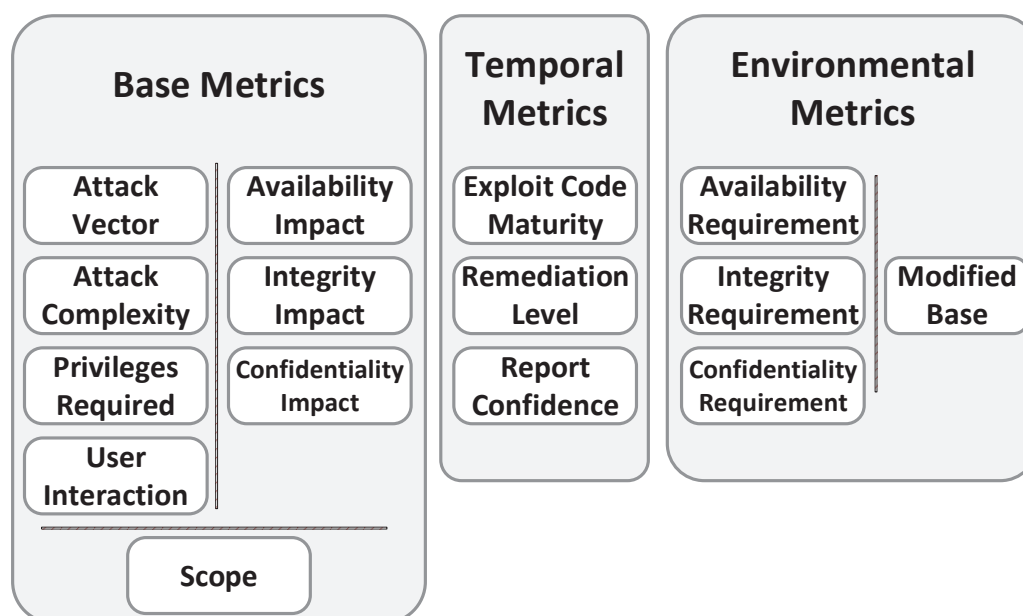 Base Metrics
Attack
Vector
Attack
Complexity
Privileges
Required
User
Interaction
Availability
Impact
Integrity
Impact
Confidentiality
Impact
Scope
Temporal
Metrics
Exploit Code
Maturity
Remediation
Level
Report
Confidence
Environmental
Metrics
Availability
Requirement
Integrity
Requirement
Confidentiality
Requirement
Modified
Base